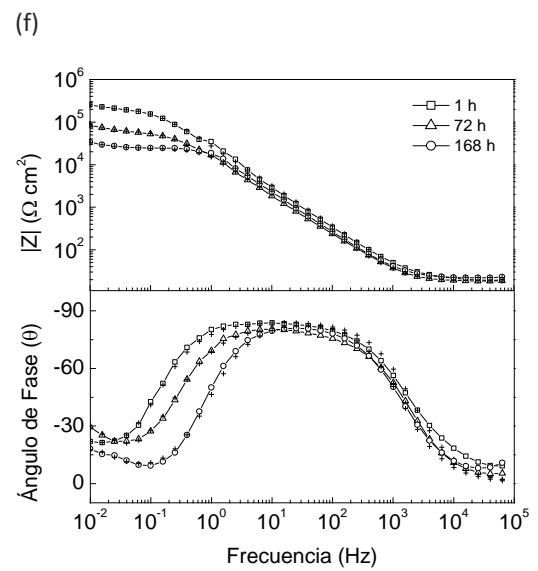 (f)
10^6
10^5
10^4
10^3
10^2
|Z| (Ω cm^2)
1 h
72 h
168 h
-90
-60
-30
0
Ángulo de Fase (θ)
10^-2 10^-1 10^0 10^1 10^2 10^3 10^4 10^5
Frecuencia (Hz)